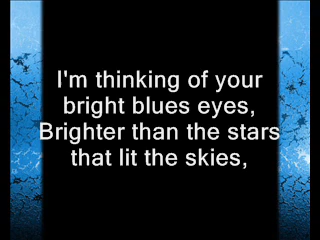 I'm thinking of your
bright blues eyes,
Brighter than the stars
that lit the skies,